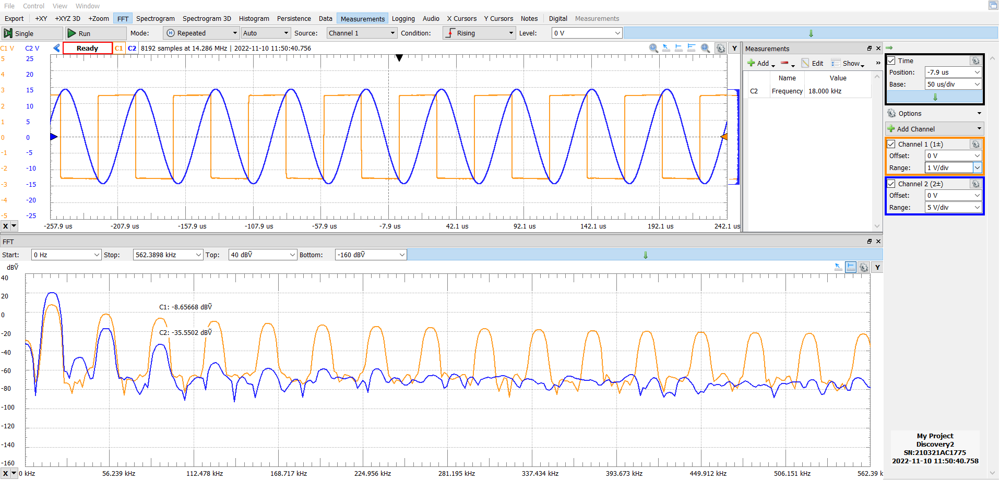 File Control View Window
Export +XY +XYZ 3D +Zoom FFT Spectrogram Spectrogram 3D Histogram Persistence Data Measurements Logging Audio X Cursors Y Cursors Notes Digital Measurements
Single Run Mode: Repeated Auto Source: Channel 1 Condition: Rising Level: 0 V
C1 V C2 V Ready C1 C2 8192 samples at 14.286 MHz | 2022-11-10 11:50:40.756 Y
5 25
4 20
3 15
2 10
1 5
0 0
-1 -5
-2 -10
-3 -15
-4 -20
-5 -25
X -257.9 us -207.9 us -157.9 us -107.9 us -57.9 us -7.9 us 42.1 us 92.1 us 142.1 us 192.1 us 242.1 us
Measurements
Add Edit Show »
Name Value
C2 Frequency 18.000 kHz
Time
Position: -7.9 us
Base: 50 us/div
Options
Add Channel
Channel 1 (1±)
Offset: 0 V
Range: 1 V/div
Channel 2 (2±)
Offset: 0 V
Range: 5 V/div
FFT
Start: 0 Hz Stop: 562.3898 kHz Top: 40 dBṼ Bottom: -160 dBṼ
dBṼ Y
40
20
0
-20
-40
-60
-80
-100
-120
-140
-160
C1: -8.65668 dBṼ
C2: -35.5502 dBṼ
X 0 kHz 56.239 kHz 112.478 kHz 168.717 kHz 224.956 kHz 281.195 kHz 337.434 kHz 393.673 kHz 449.912 kHz 506.151 kHz 562.39 k
My Project
Discovery2
SN:210321AC1775
2022-11-10 11:50:40.758